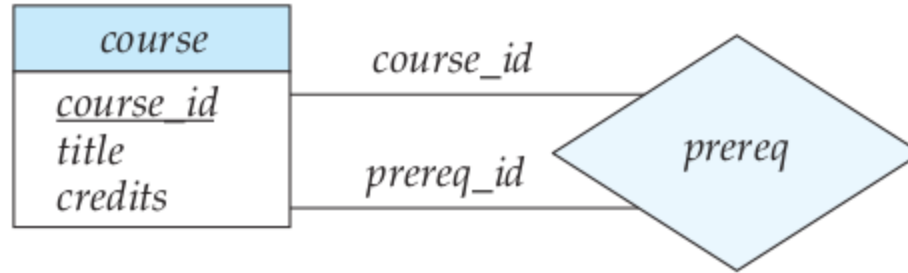 course
course_id
title
credits
course_id
prereq_id
prereq